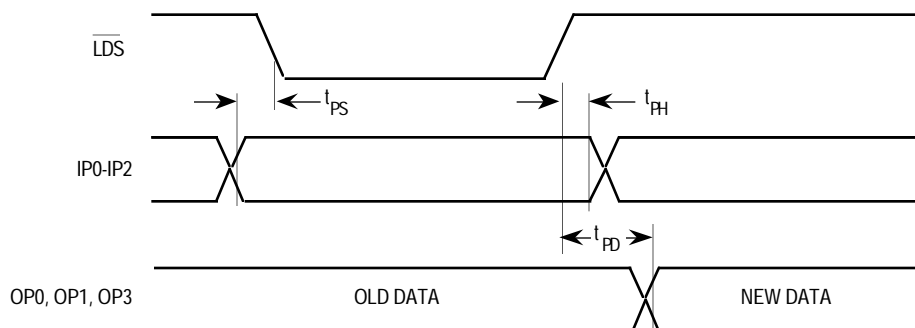 LDS
tPS
tPH
IP0-IP2
tPD
OP0, OP1, OP3
OLD DATA
NEW DATA